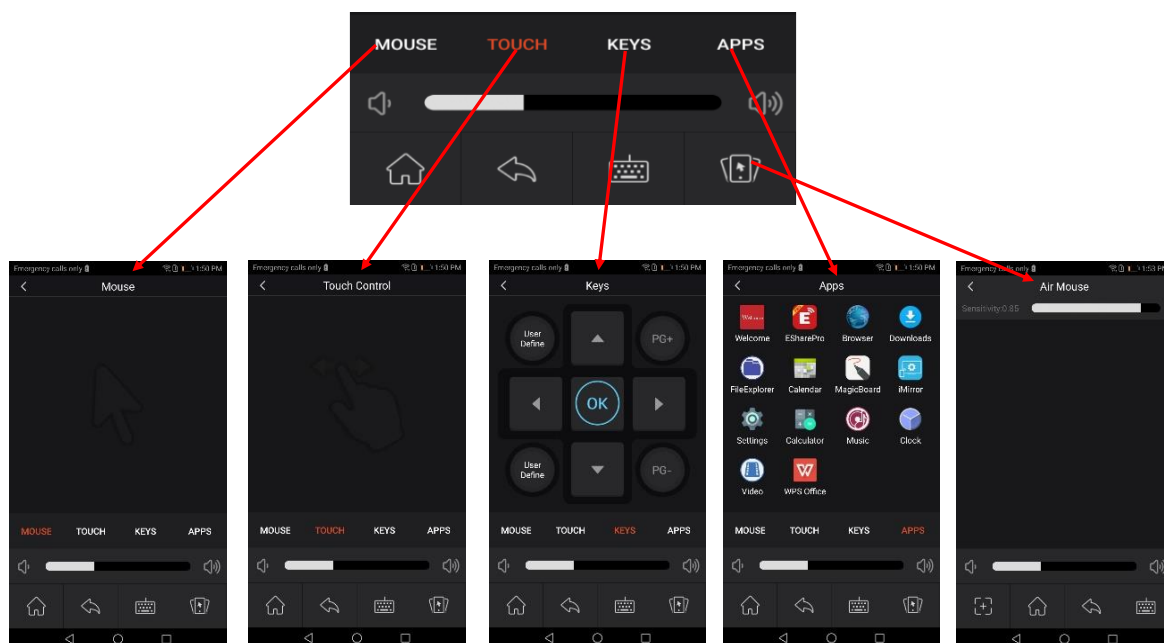 MOUSE TOUCH KEYS APPS
Emergency calls only 1:50 PM
Mouse
MOUSE TOUCH KEYS APPS
Emergency calls only 1:50 PM
Touch Control
MOUSE TOUCH KEYS APPS
Emergency calls only 1:50 PM
Keys
User Define PG+
OK
User Define PG-
MOUSE TOUCH KEYS APPS
Emergency calls only 1:50 PM
Apps
Welcome
Welcome ESharePro Browser Downloads
FileExplorer Calendar MagicBoard iMirror
Settings Calculator Music Clock
Video WPS Office
MOUSE TOUCH KEYS APPS
Emergency calls only 1:53 PM
Air Mouse
Sensitivity:0.85